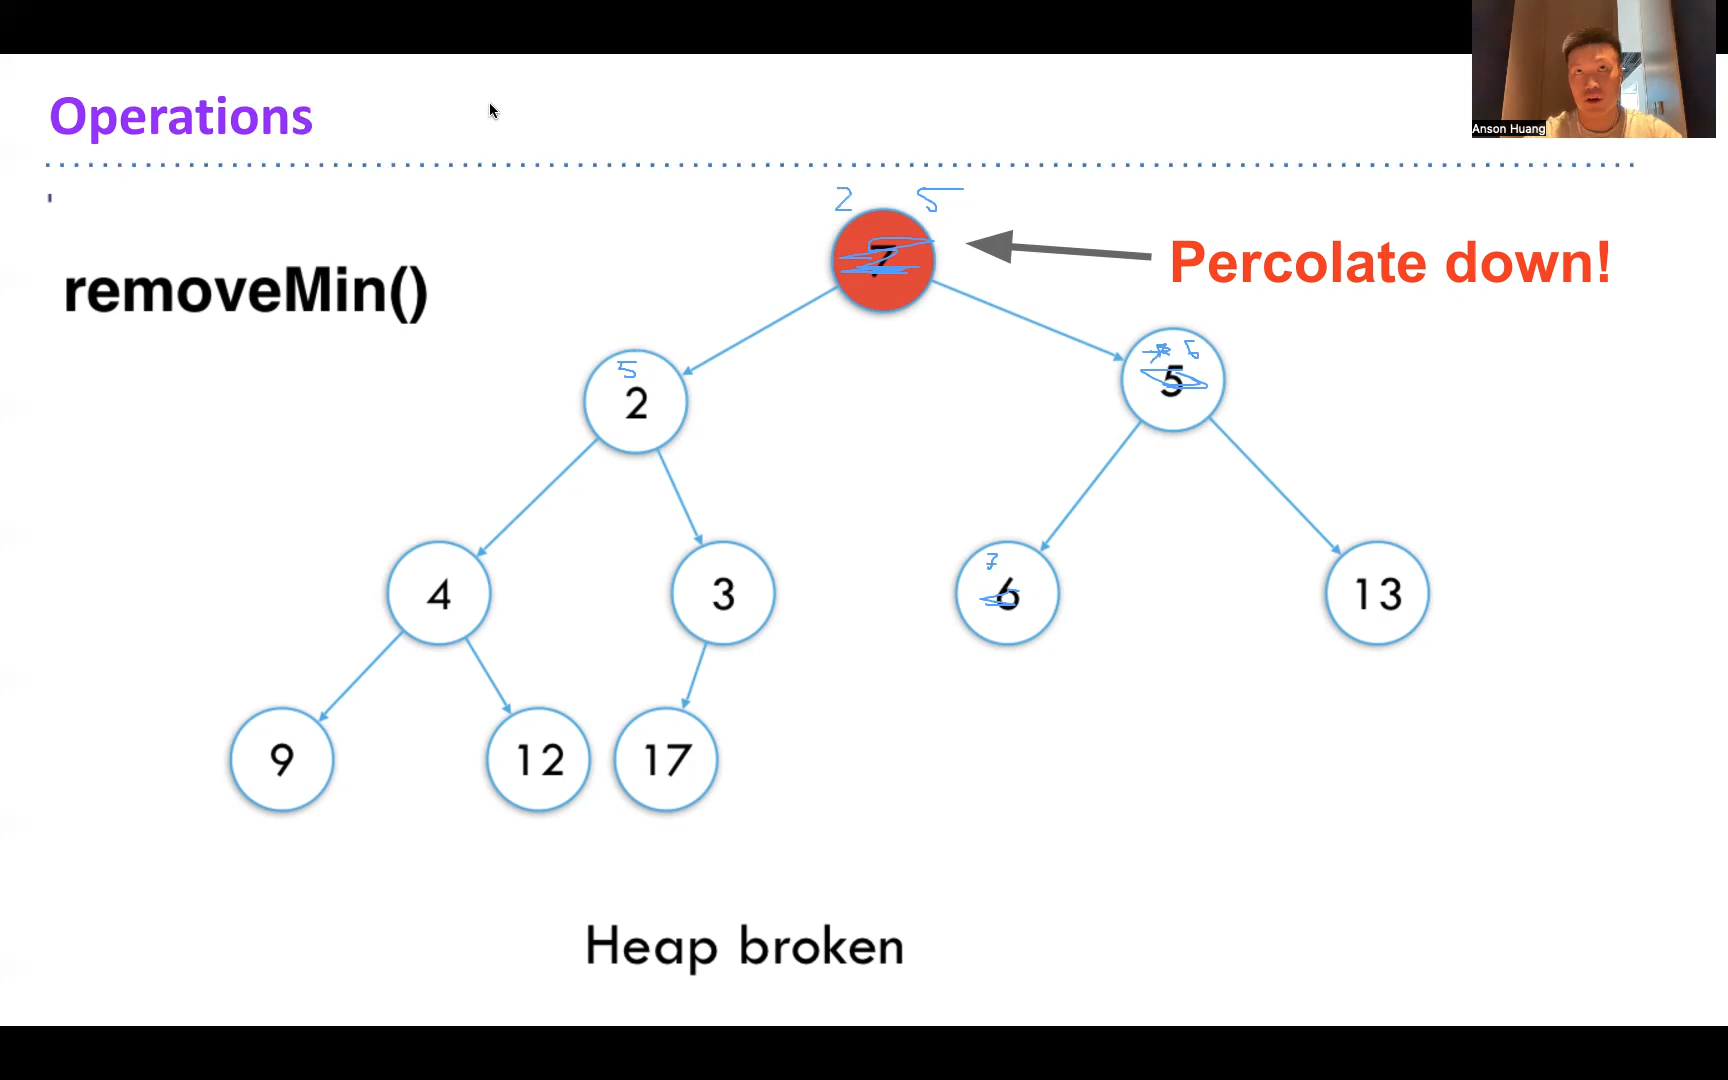 Anson Huang
Operations
2 5
7
Percolate down!
removeMin()
5
2
6
5
4
3
7
6
13
9
12
17
Heap broken